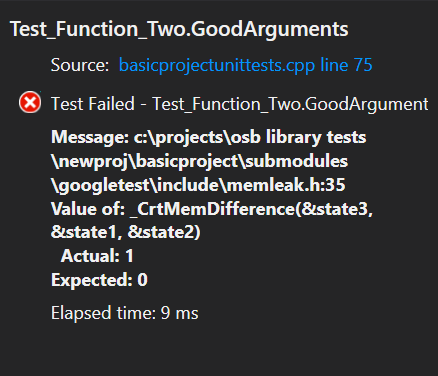 Test_Function_Two.GoodArguments
Source: basicprojectunittests.cpp line 75
Test Failed - Test_Function_Two.GoodArgument
Message: c:\projects\osb library tests
\newproj\basicproject\submodules
\googletest\include\memleak.h:35
Value of: _CrtMemDifference(&state3,
&state1, &state2)
Actual: 1
Expected: 0
Elapsed time: 9 ms